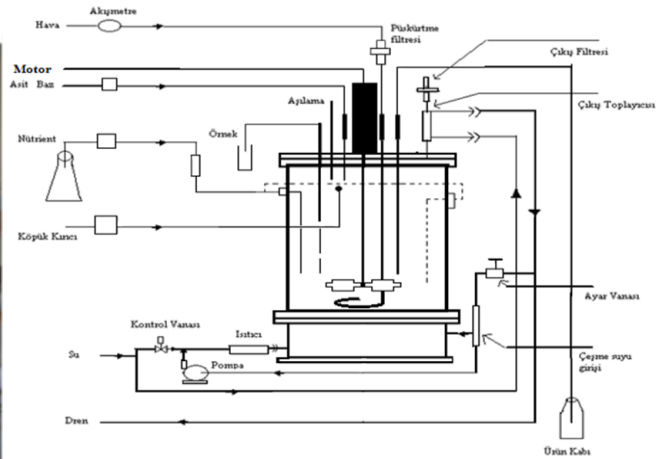 Hava
Akışmetre
Püskürtme
filtresi
Çıkış Filtresi
Motor
Asit Baz
Aşılama
Çıkış Toplayıcısı
Örnek
Nütrient
Köpük Kırıcı
Kontrol Vanası
Isıtıcı
Ayar Vanası
Su
Pompa
Çeşme suyu
girişi
Dren
Ürün Kabı